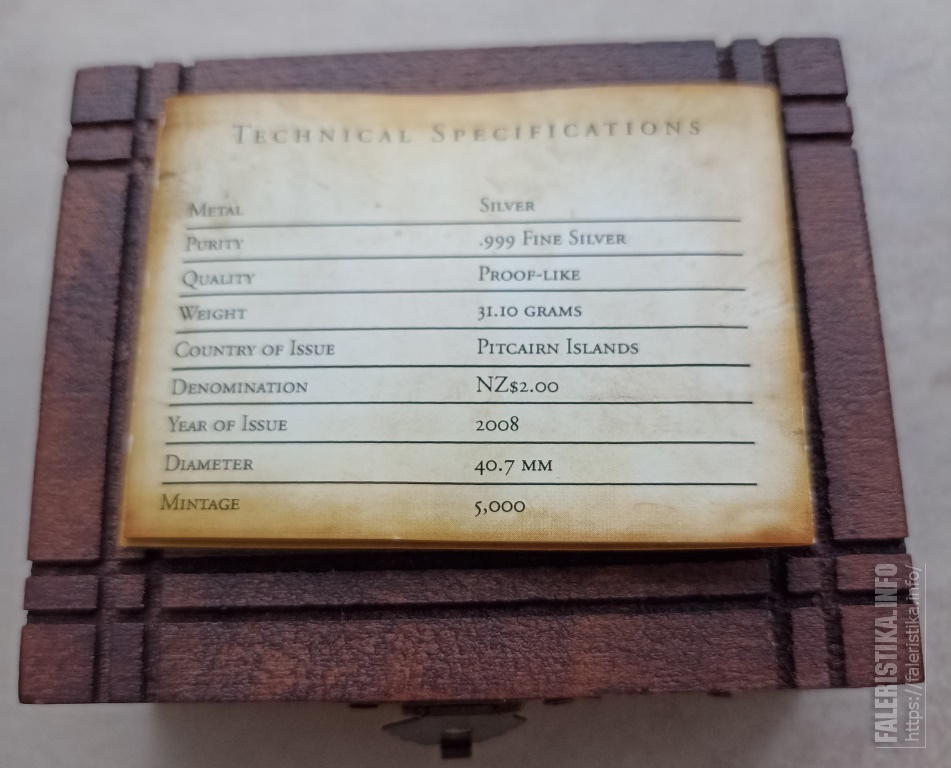 Technical Specifications
Metal Silver
Purity .999 Fine Silver
Quality Proof-like
Weight 31.10 grams
Country of Issue Pitcairn Islands
Denomination NZ$2.00
Year of Issue 2008
Diameter 40.7 mm
Mintage 5,000
FALERISTIKA.INFO
https://faleristika.info/